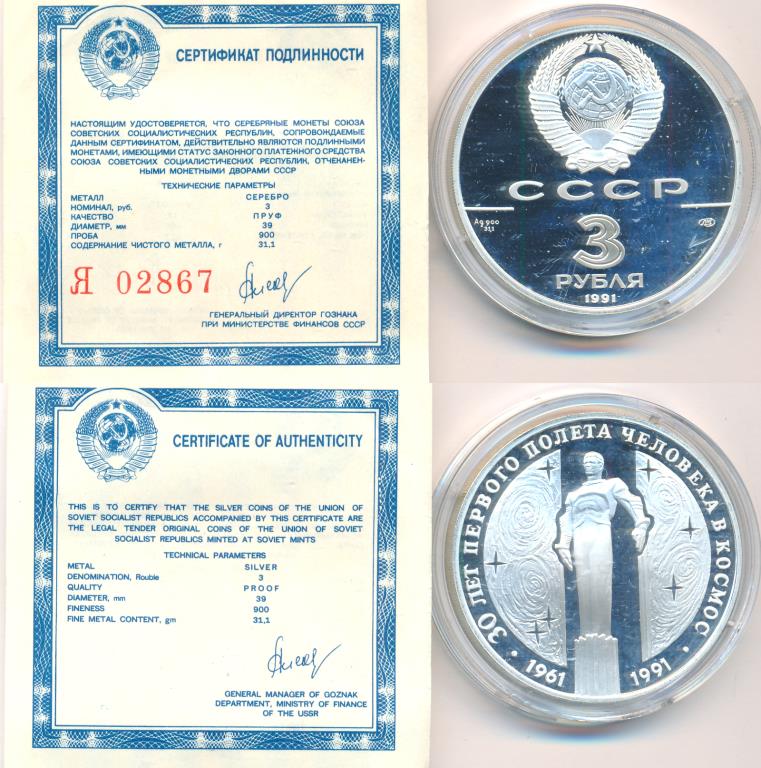 СЕРТИФИКАТ ПОДЛИННОСТИ
НАСТОЯЩИМ УДОСТОВЕРЯЕТСЯ, ЧТО СЕРЕБРЯНЫЕ МОНЕТЫ СОЮЗА
СОВЕТСКИХ СОЦИАЛИСТИЧЕСКИХ РЕСПУБЛИК, СОПРОВОЖДАЕМЫЕ
ДАННЫМ СЕРТИФИКАТОМ, ДЕЙСТВИТЕЛЬНО ЯВЛЯЮТСЯ ПОДЛИННЫМИ
МОНЕТАМИ, ИМЕЮЩИМИ СТАТУС ЗАКОННОГО ПЛАТЕЖНОГО СРЕДСТВА
СОЮЗА СОВЕТСКИХ СОЦИАЛИСТИЧЕСКИХ РЕСПУБЛИК, ОТЧЕКАНЕН-
НЫМИ МОНЕТНЫМИ ДВОРАМИ СССР
ТЕХНИЧЕСКИЕ ПАРАМЕТРЫ
МЕТАЛЛ СЕРЕБРО
НОМИНАЛ, руб. 3
КАЧЕСТВО ПРУФ
ДИАМЕТР, мм 39
ПРОБА 900
СОДЕРЖАНИЕ ЧИСТОГО МЕТАЛЛА, г 31,1
Я 02867
ГЕНЕРАЛЬНЫЙ ДИРЕКТОР ГОЗНАКА
ПРИ МИНИСТЕРСТВЕ ФИНАНСОВ СССР
СССР
Ag 900
31,1
ЛМД
3
РУБЛЯ
1991
CERTIFICATE OF AUTHENTICITY
THIS IS TO CERTIFY THAT THE SILVER COINS OF THE UNION OF
SOVIET SOCIALIST REPUBLICS ACCOMPANIED BY THIS CERTIFICATE ARE
THE LEGAL TENDER ORIGINAL COINS OF THE UNION OF SOVIET
SOCIALIST REPUBLICS MINTED AT SOVIET MINTS
TECHNICAL PARAMETERS
METAL SILVER
DENOMINATION, Rouble 3
QUALITY PROOF
DIAMETER, mm 39
FINENESS 900
FINE METAL CONTENT, gm 31,1
GENERAL MANAGER OF GOZNAK
DEPARTMENT, MINISTRY OF FINANCE
OF THE USSR
30 ЛЕТ ПЕРВОГО ПОЛЕТА ЧЕЛОВЕКА В КОСМОС
• 1961 1991 •